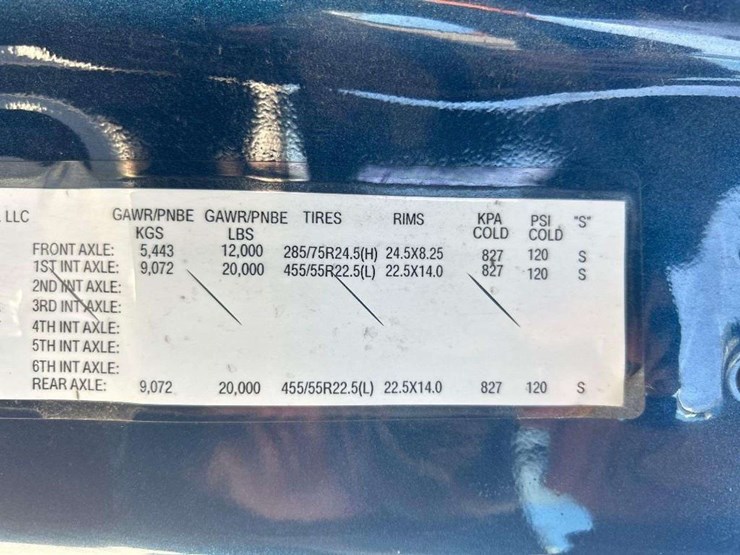 LLC GAWR/PNBE GAWR/PNBE TIRES RIMS KPA PSI "S"
KGS LBS COLD COLD
FRONT AXLE: 5,443 12,000 285/75R24.5(H) 24.5X8.25 827 120 S
1ST INT AXLE: 9,072 20,000 455/55R22.5(L) 22.5X14.0 827 120 S
2ND INT AXLE:
3RD INT AXLE:
4TH INT AXLE:
5TH INT AXLE:
6TH INT AXLE:
REAR AXLE: 9,072 20,000 455/55R22.5(L) 22.5X14.0 827 120 S